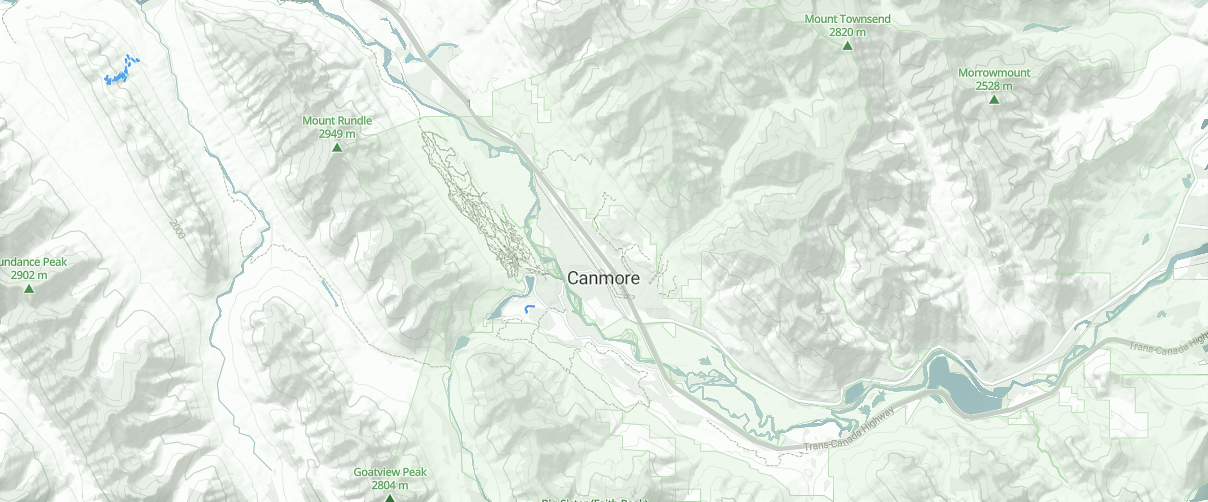 Mount Townsend
2820 m
Morrowmount
2528 m
Mount Rundle
2949 m
2000
undance Peak
2902 m
Canmore
Trans-Canada High
Trans-Canada Highway
Goatview Peak
2804 m